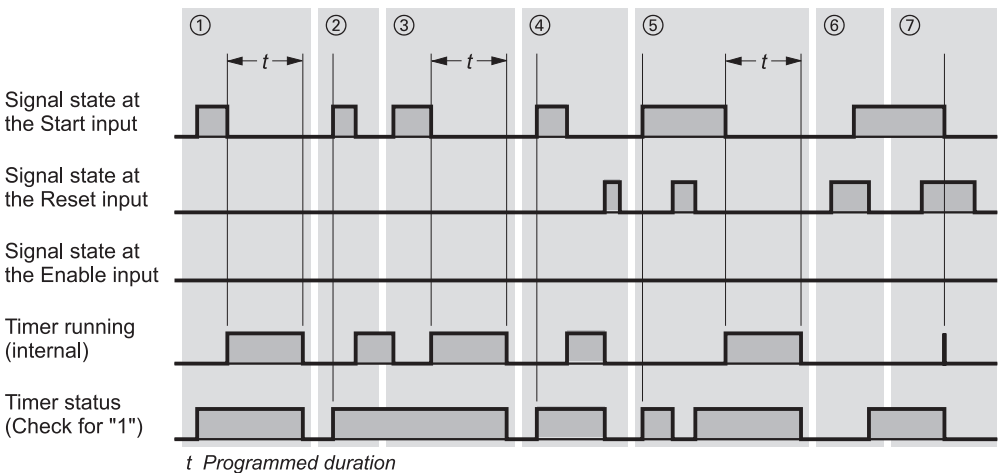 ① ② ③ ④ ⑤ ⑥ ⑦
t t t
Signal state at
the Start input
Signal state at
the Reset input
Signal state at
the Enable input
Timer running
(internal)
Timer status
(Check for "1")
t Programmed duration